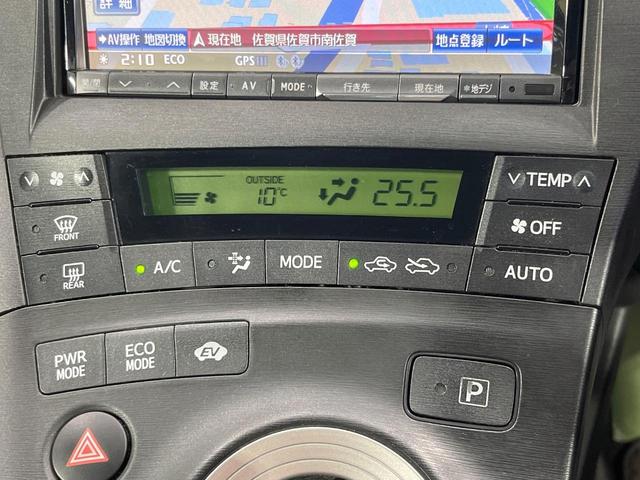 詳細
→AV操作 地図切換 現在地 佐賀県佐賀市南佐賀 地点登録 ルート
2:10 ECO GPS
設定 AV MODE 行き先 現在地 *地デジ
OUTSIDE
10℃ 25.5
TEMP
FRONT OFF
REAR A/C MODE AUTO
PWR MODE ECO MODE EV P